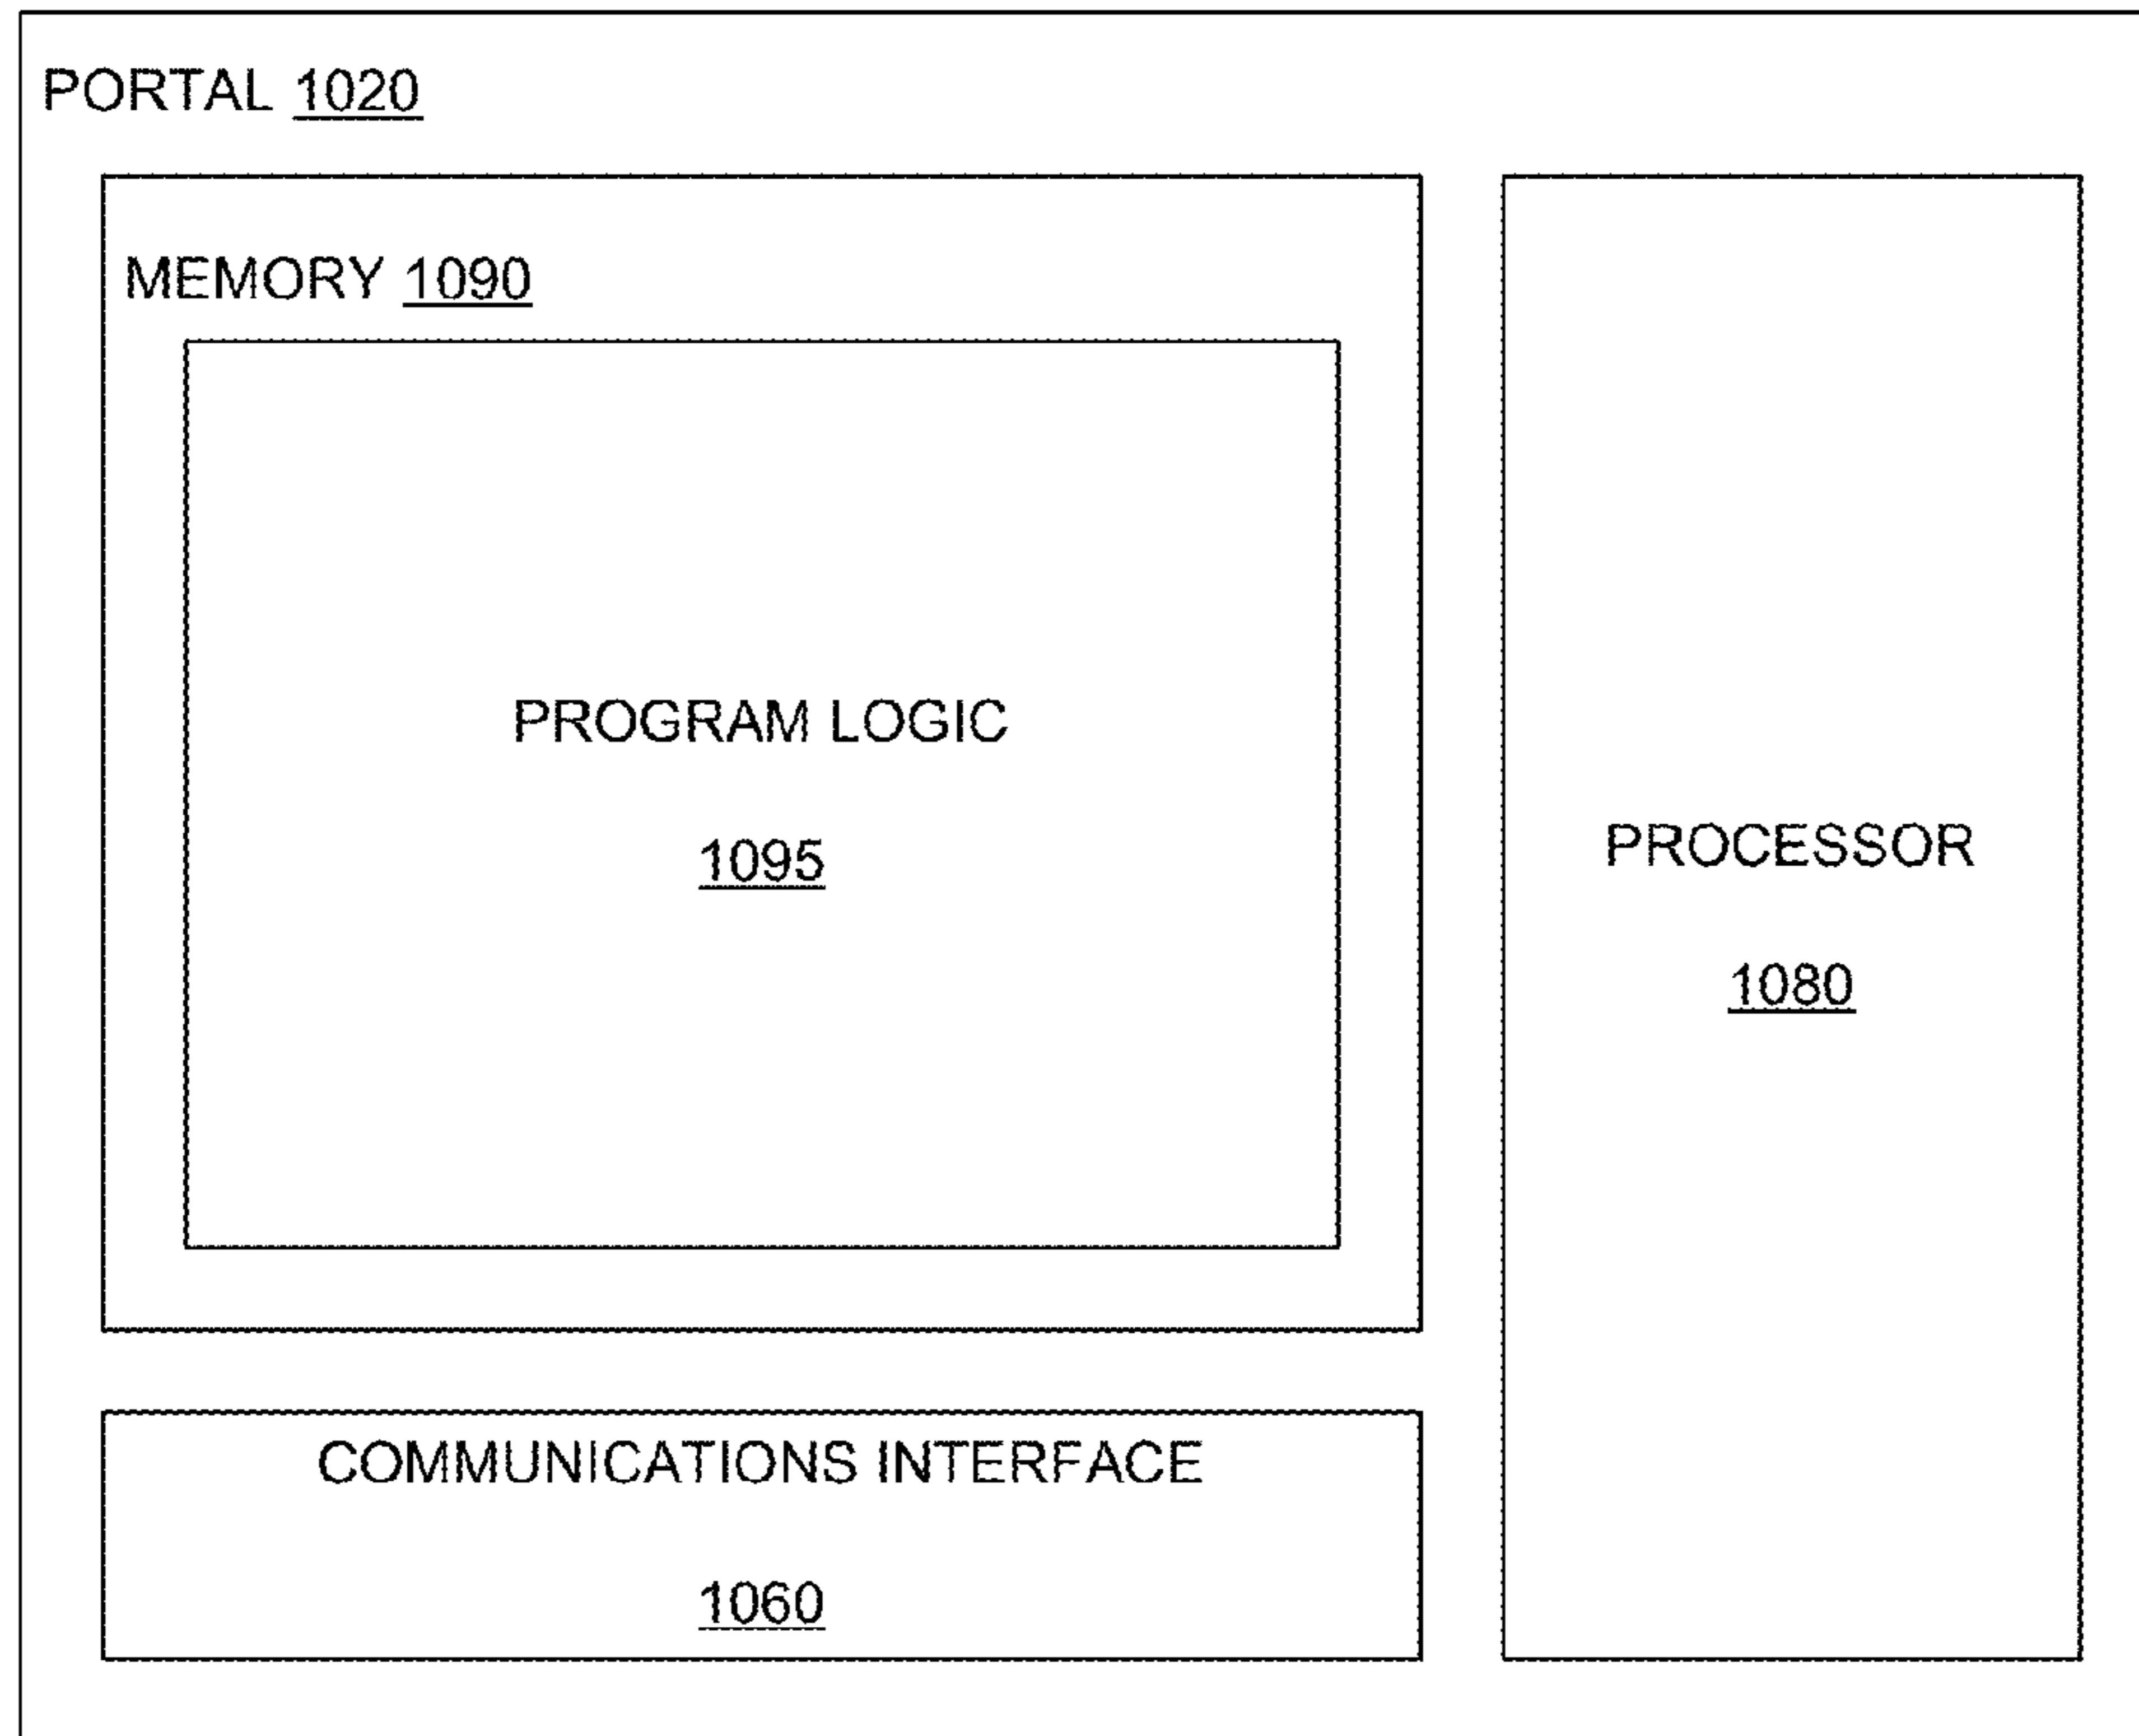 PORTAL 1020
MEMORY 1090
PROGRAM LOGIC
1095
PROCESSOR
1080
COMMUNICATIONS INTERFACE
1060